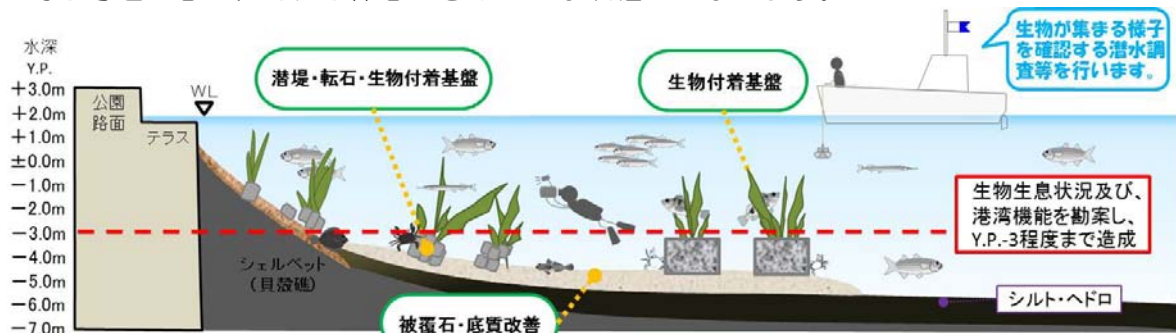 水深
Y.P.
+3.0m
+2.0m
+1.0m
±0.0m
−1.0m
−2.0m
−3.0m
−4.0m
−5.0m
−6.0m
−7.0m
公園
路面
テラス
WL
潜堤・転石・生物付着基盤
生物付着基盤
生物が集まる様子
を確認する潜水調
査等を行います。
生物生息状況及び、
港湾機能を勘案し、
Y.P.-3程度まで造成
シェルベット
(貝殻礁)
シルト・ヘドロ
被覆石・底質改善